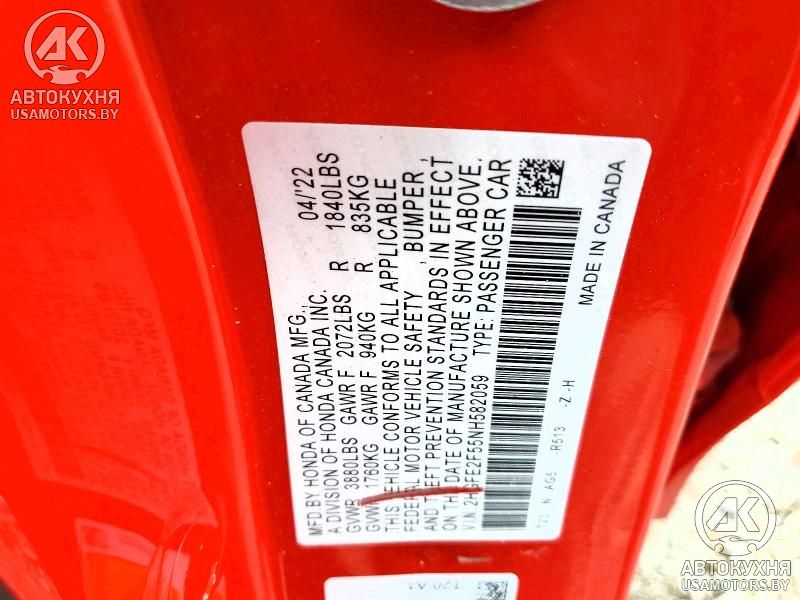 АК
АВТОКУХНЯ
USAMOTORS.BY
MFD BY HONDA OF CANADA MFG., 04/'22
A DIVISION OF HONDA CANADA INC.
GVWR 3880LBS GAWR F 2072LBS R 1840LBS
GVWR 1760KG GAWR F 940KG R 835KG
THIS VEHICLE CONFORMS TO ALL APPLICABLE
FEDERAL MOTOR VEHICLE SAFETY , BUMPER ,
AND THEFT PREVENTION STANDARDS IN EFFECT
ON THE DATE OF MANUFACTURE SHOWN ABOVE.
2HGFE2F55NH582059 TYPE: PASSENGER CAR
R513 -Z -H
MADE IN CANADA
АК
АВТОКУХНЯ
USAMOTORS.BY